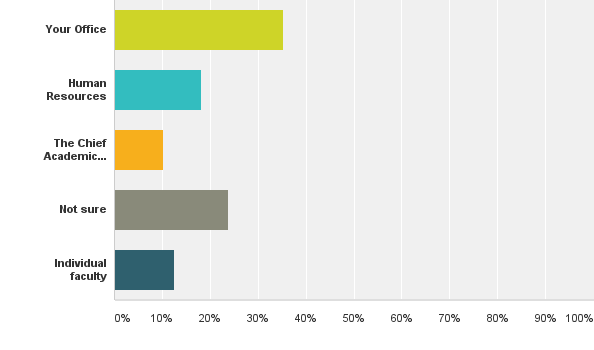 Your Office
Human
Resources
The Chief
Academic...
Not sure
Individual
faculty
0% 10% 20% 30% 40% 50% 60% 70% 80% 90% 100%